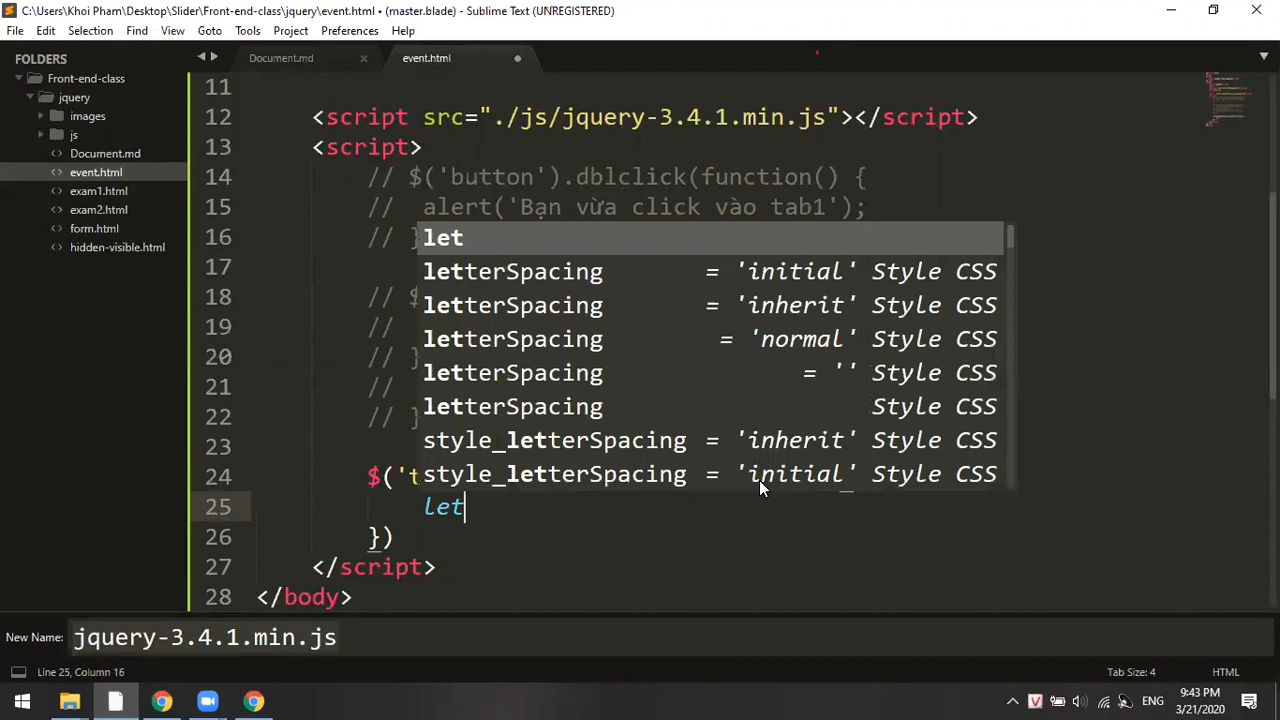 C:\Users\Khoi Pham\Desktop\Slider\Front-end-class\jquery\event.html • (master.blade) - Sublime Text (UNREGISTERED)
File Edit Selection Find View Goto Tools Project Preferences Help
FOLDERS
Front-end-class
jquery
images
js
Document.md
event.html
exam1.html
exam2.html
form.html
hidden-visible.html
Document.md event.html
11
12 <script src="./js/jquery-3.4.1.min.js"></script>
13 <script>
14 // $('button').dblclick(function() {
15 // alert('Bạn vừa click vào tab1');
16 // }
17
18 // $
19 //
20 // }
21 //
22 // }
23
24 $('t
25 let
26 })
27 </script>
28 </body>
let
letterSpacing = 'initial' Style CSS
letterSpacing = 'inherit' Style CSS
letterSpacing = 'normal' Style CSS
letterSpacing = '' Style CSS
letterSpacing Style CSS
style_letterSpacing = 'inherit' Style CSS
style_letterSpacing = 'initial' Style CSS
New Name: jquery-3.4.1.min.js
Line 25, Column 16 Tab Size: 4 HTML
ENG
9:43 PM
3/21/2020